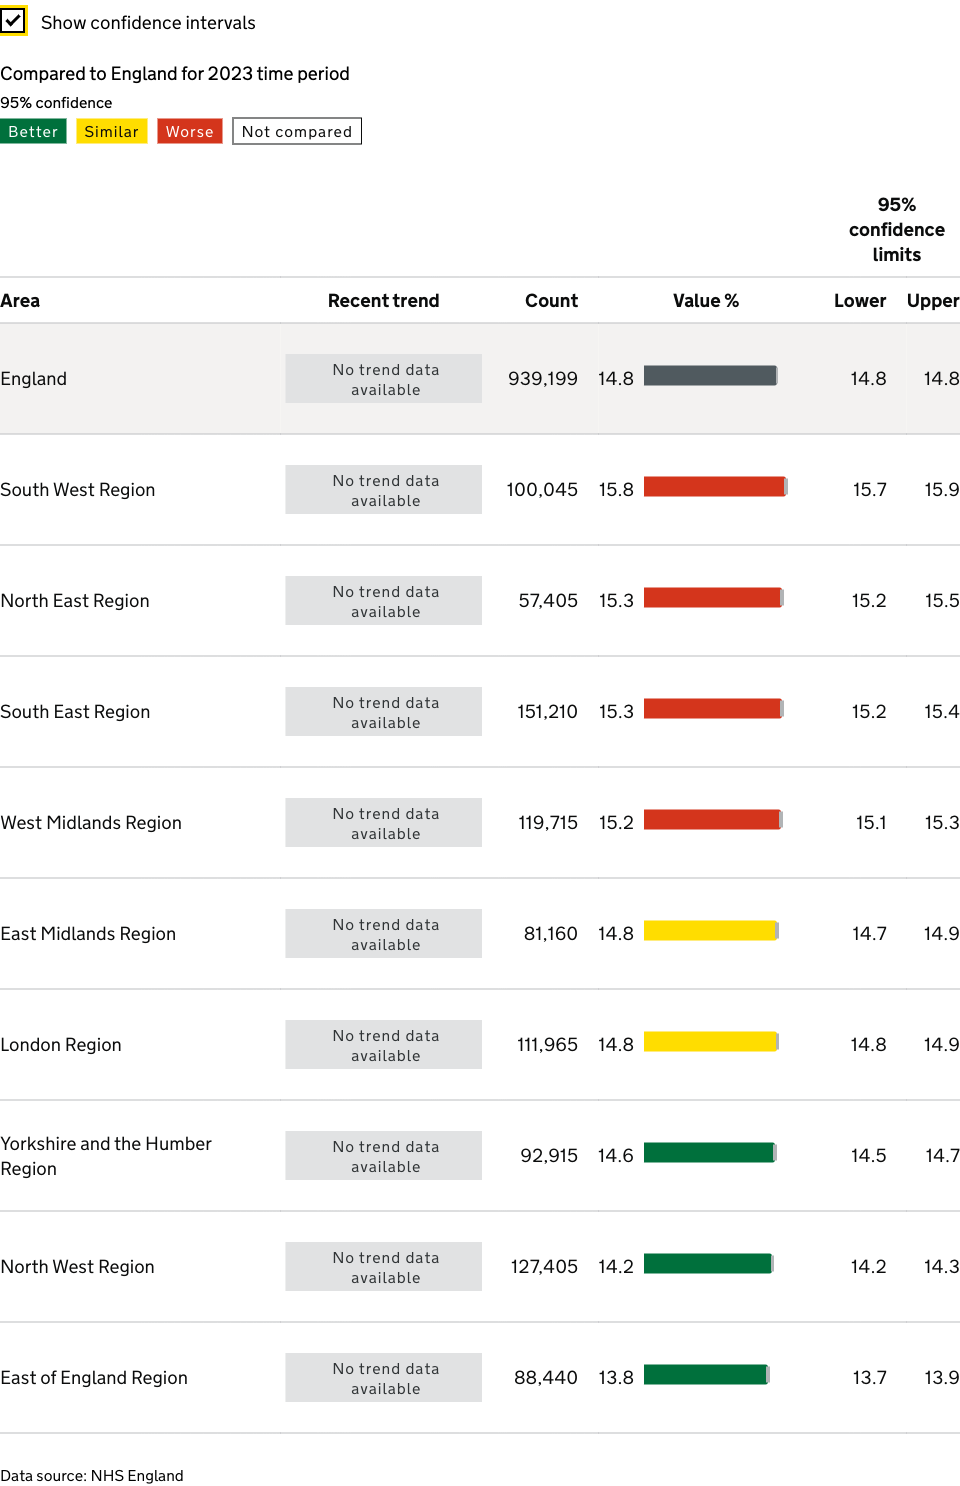 Show confidence intervals
Compared to England for 2023 time period
95% confidence
Better Similar Worse Not compared
95%
confidence
limits
Area Recent trend Count Value % Lower Upper
England No trend data available 939,199 14.8 14.8 14.8
South West Region No trend data available 100,045 15.8 15.7 15.9
North East Region No trend data available 57,405 15.3 15.2 15.5
South East Region No trend data available 151,210 15.3 15.2 15.4
West Midlands Region No trend data available 119,715 15.2 15.1 15.3
East Midlands Region No trend data available 81,160 14.8 14.7 14.9
London Region No trend data available 111,965 14.8 14.8 14.9
Yorkshire and the Humber Region No trend data available 92,915 14.6 14.5 14.7
North West Region No trend data available 127,405 14.2 14.2 14.3
East of England Region No trend data available 88,440 13.8 13.7 13.9
Data source: NHS England